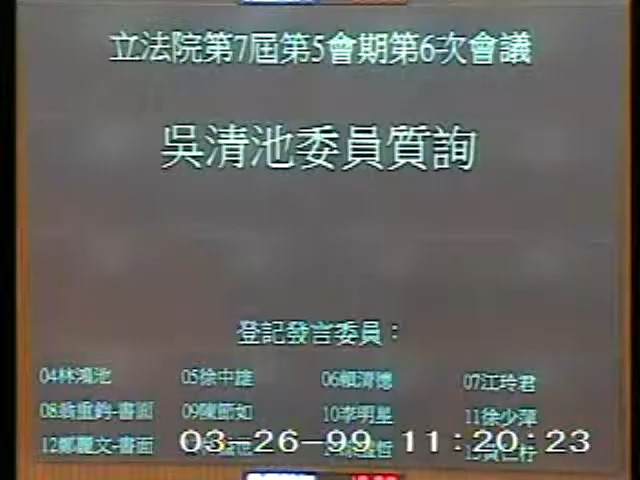 立法院第7屆第5會期第6次會議
吳清池委員質詢
登記發言委員：
04林鴻池 05徐中雄 06賴清德 07江玲君
08翁重鈞-書面 09陳節如 10李明星 11徐少萍
12鄭麗文-書面
03-26-99 11:20:23